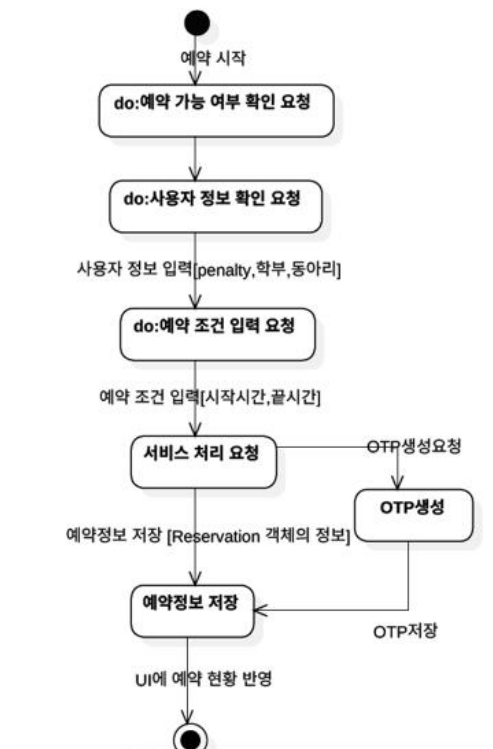 예약 시작
do:예약 가능 여부 확인 요청
do:사용자 정보 확인 요청
사용자 정보 입력[penalty,학부,동아리]
do:예약 조건 입력 요청
예약 조건 입력[시작시간,끝시간]
서비스 처리 요청
OTP생성요청
OTP생성
예약정보 저장 [Reservation 객체의 정보]
예약정보 저장
OTP저장
UI에 예약 현황 반영